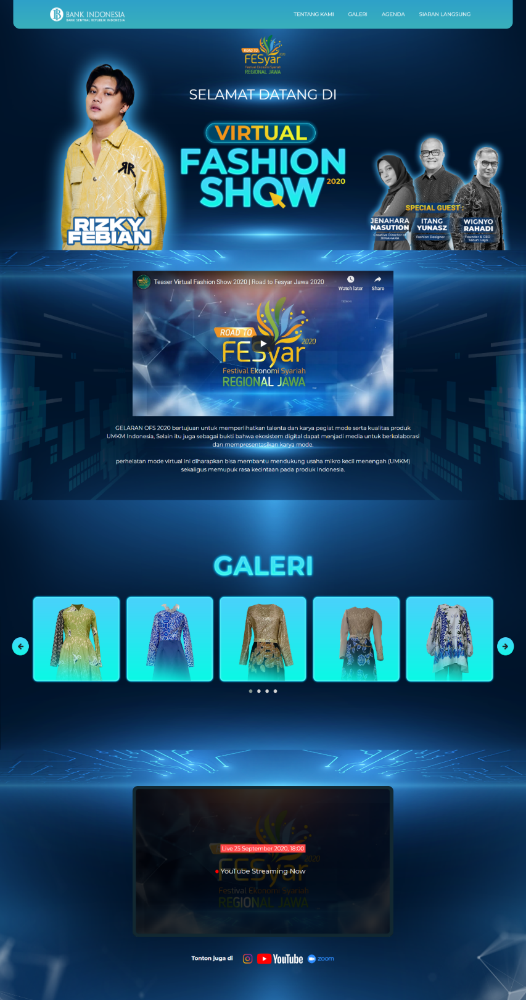 BANK INDONESIA
BANK SENTRAL REPUBLIK INDONESIA
TENTANG KAMI
GALERI
AGENDA
SIARAN LANGSUNG
ROAD TO
2020
FESyar
Festival Ekonomi Syariah
REGIONAL JAWA
SELAMAT DATANG DI
VIRTUAL
FASHION
SHOW 2020
RR
RIZKY
FEBIAN
SPECIAL GUEST :
JENAHARA
NASUTION
Creative Director of
JENAHARA
ITANG
YUNASZ
Fashion Designer
WIGNYO
RAHADI
Founder & CEO
Tenun Gaya
Teaser Virtual Fashion Show 2020 | Road to Fesyar Jawa 2020
Watch later
Share
ROAD TO
2020
FESyar
Festival Ekonomi Syariah
REGIONAL JAWA
GELARAN OFS 2020 bertujuan untuk memperlihatkan talenta dan karya pegiat mode serta kualitas produk
UMKM Indonesia, Selain itu juga sebagai bukti bahwa ekosistem digital dapat menjadi media untuk berkolaborasi
dan mempresentasikan karya mode.
perhelatan mode virtual ini diharapkan bisa membantu mendukung usaha mikro kecil menengah (UMKM)
sekaligus memupuk rasa kecintaan pada produk Indonesia.
GALERI
Live 25 September 2020, 18:00
2020
FESyar
YouTube Streaming Now
Festival Ekonomi Syariah
REGIONAL JAWA
Tonton juga di
YouTube
zoom